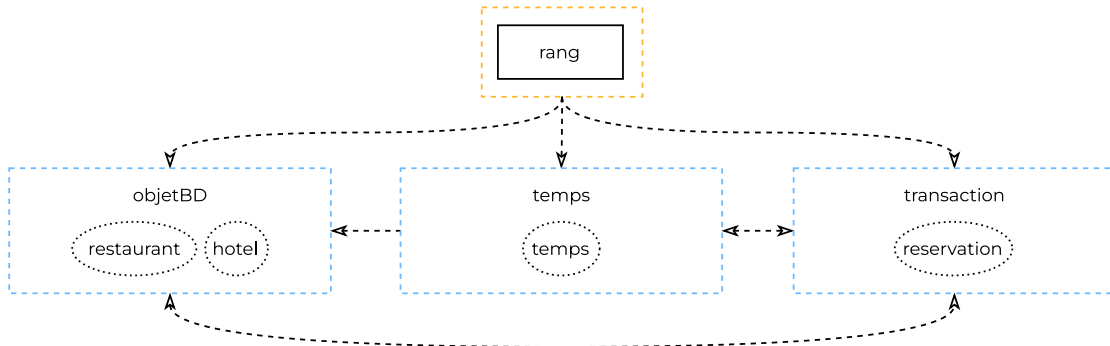 rang
objetBD
temps
transaction
restaurant
hotel
temps
reservation